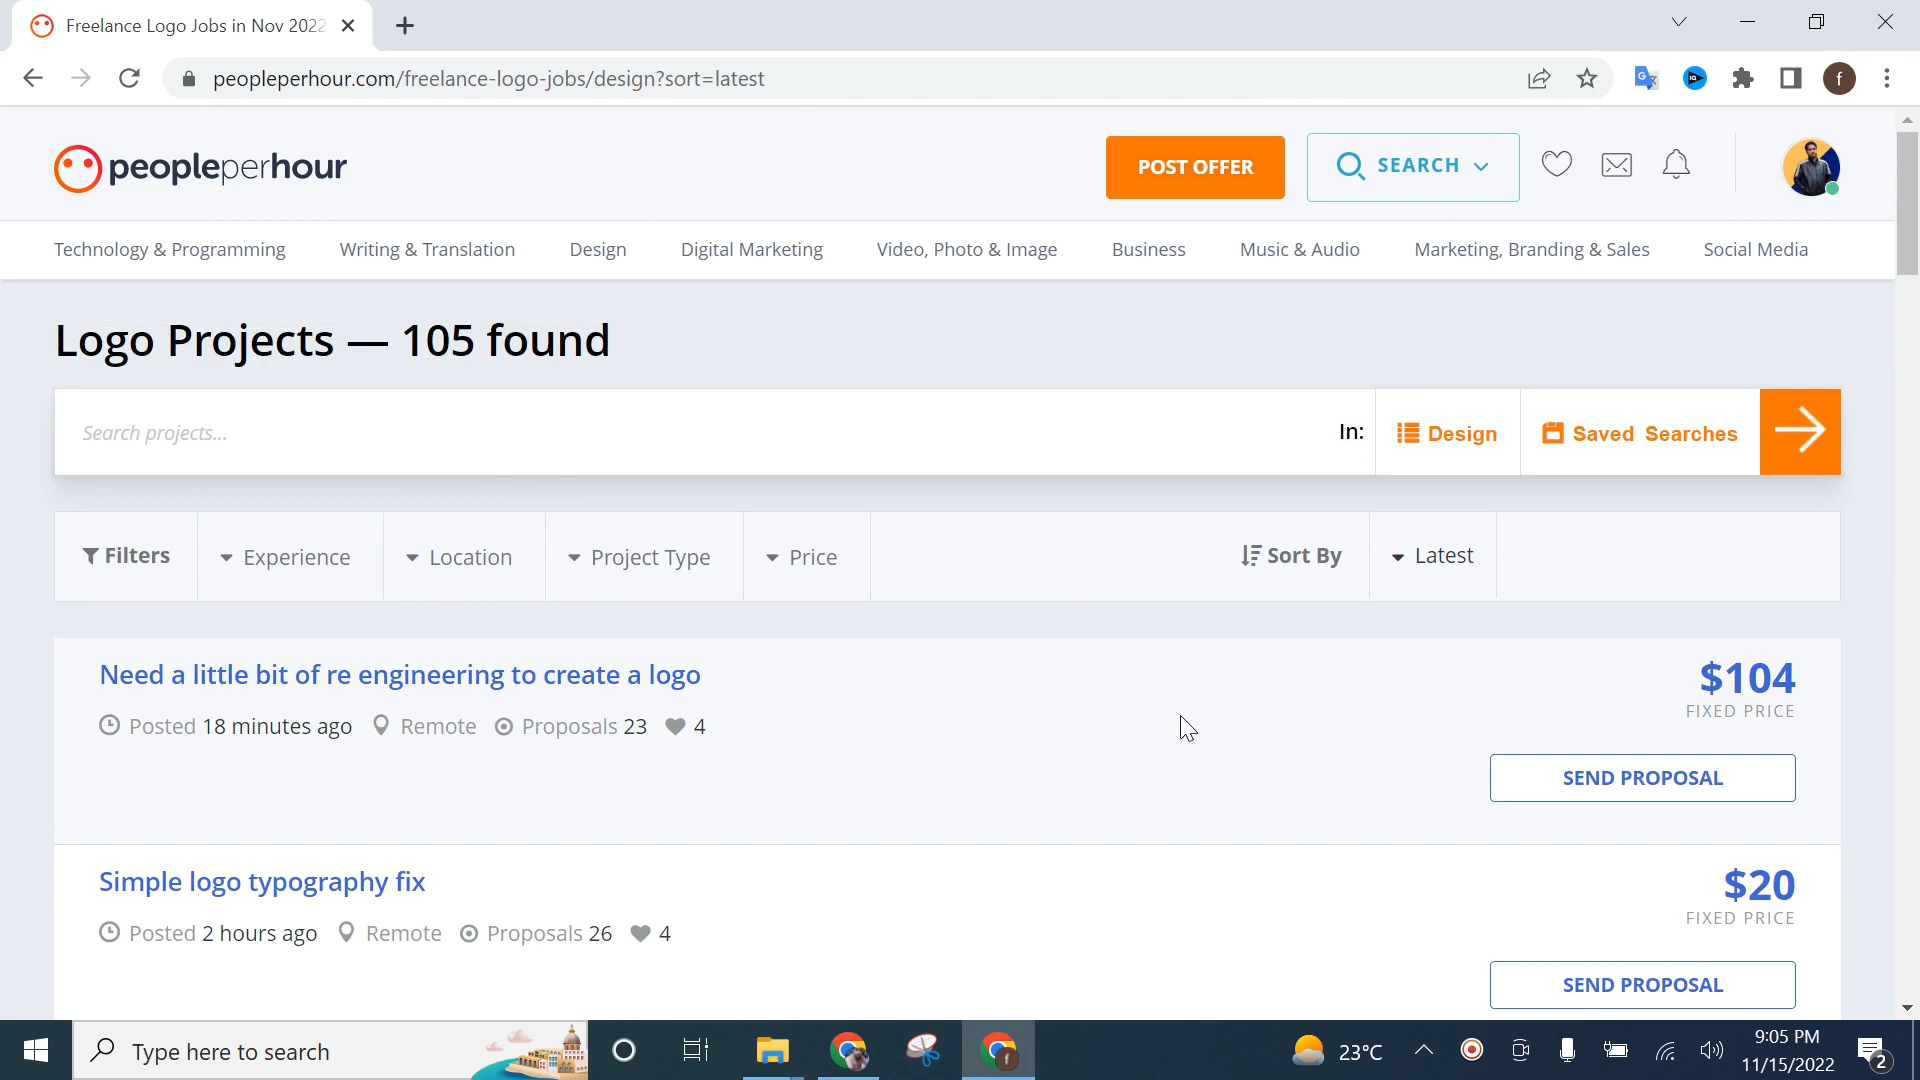 Freelance Logo Jobs in Nov 2022
peopleperhour.com/freelance-logo-jobs/design?sort=latest
f
peopleperhour
POST OFFER
SEARCH
Technology & Programming
Writing & Translation
Design
Digital Marketing
Video, Photo & Image
Business
Music & Audio
Marketing, Branding & Sales
Social Media
Logo Projects — 105 found
Search projects...
In:
Design
Saved Searches
Filters
Experience
Location
Project Type
Price
Sort By
Latest
Need a little bit of re engineering to create a logo
$104
FIXED PRICE
Posted 18 minutes ago
Remote
Proposals 23
4
SEND PROPOSAL
Simple logo typography fix
$20
FIXED PRICE
Posted 2 hours ago
Remote
Proposals 26
4
SEND PROPOSAL
Type here to search
23°C
9:05 PM
11/15/2022
2